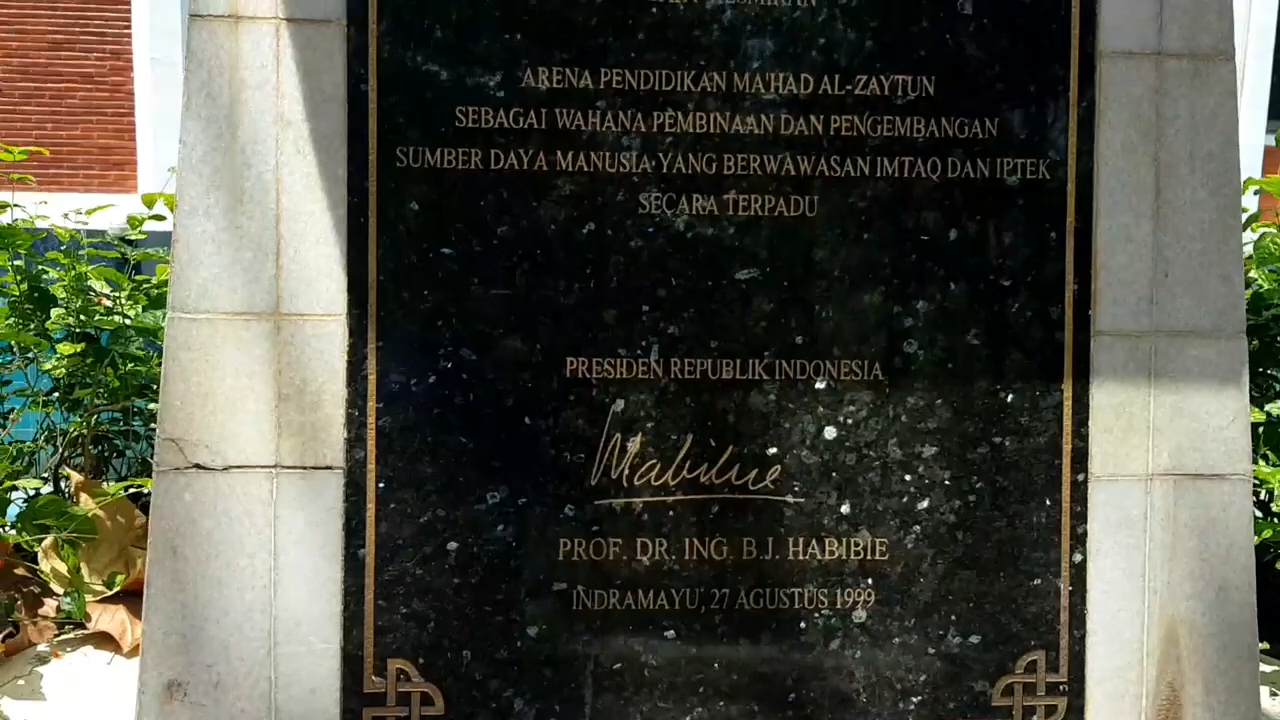 ARENA PENDIDIKAN MA'HAD AL-ZAYTUN
SEBAGAI WAHANA PEMBINAAN DAN PENGEMBANGAN
SUMBER DAYA MANUSIA YANG BERWAWASAN IMTAQ DAN IPTEK
SECARA TERPADU
PRESIDEN REPUBLIK INDONESIA
PROF. DR. ING. B.J. HABIBIE
INDRAMAYU, 27 AGUSTUS 1999